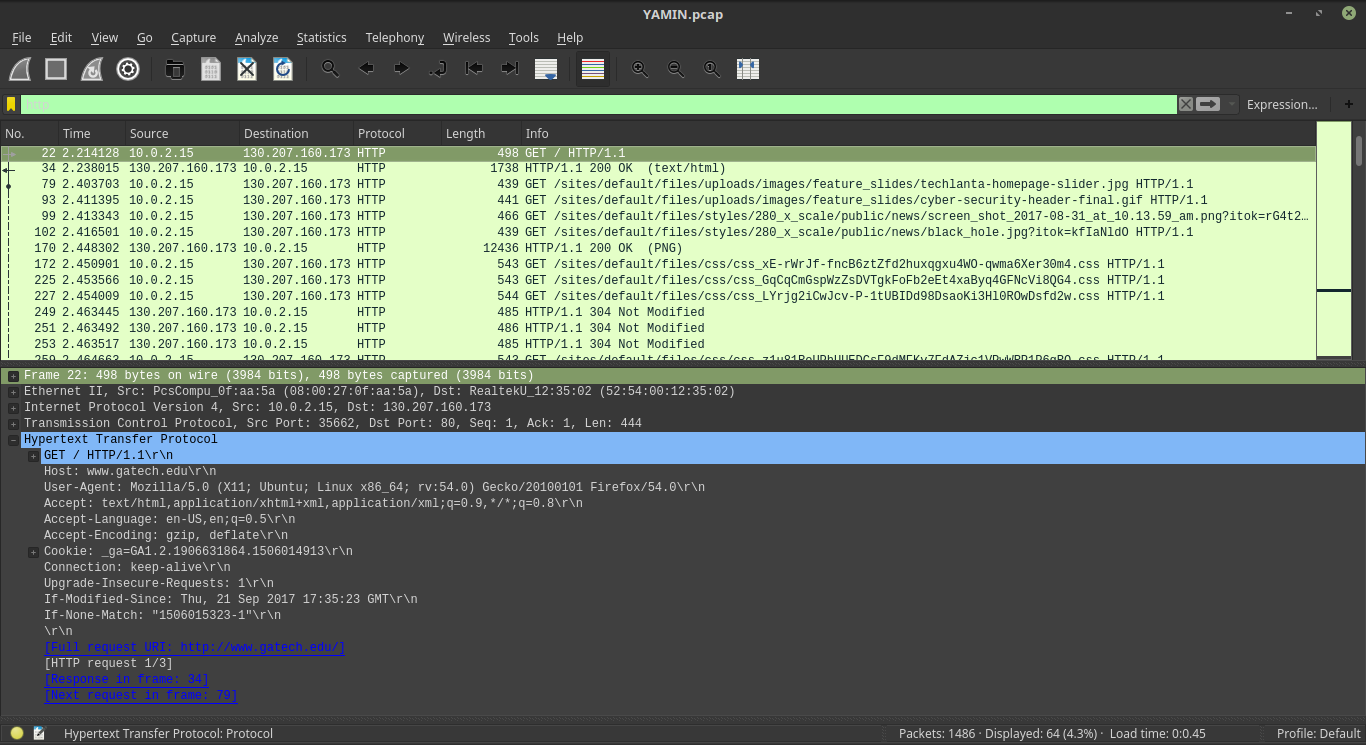 YAMIN.pcap
File Edit View Go Capture Analyze Statistics Telephony Wireless Tools Help
http Expression... +
No. Time Source Destination Protocol Length Info
22 2.214128 10.0.2.15 130.207.160.173 HTTP 498 GET / HTTP/1.1
34 2.238015 130.207.160.173 10.0.2.15 HTTP 1738 HTTP/1.1 200 OK (text/html)
79 2.403703 10.0.2.15 130.207.160.173 HTTP 439 GET /sites/default/files/uploads/images/feature_slides/techlanta-homepage-slider.jpg HTTP/1.1
93 2.411395 10.0.2.15 130.207.160.173 HTTP 441 GET /sites/default/files/uploads/images/feature_slides/cyber-security-header-final.gif HTTP/1.1
99 2.413343 10.0.2.15 130.207.160.173 HTTP 466 GET /sites/default/files/styles/280_x_scale/public/news/screen_shot_2017-08-31_at_10.13.59_am.png?itok=rG4t2…
102 2.416501 10.0.2.15 130.207.160.173 HTTP 439 GET /sites/default/files/styles/280_x_scale/public/news/black_hole.jpg?itok=kfIaNldO HTTP/1.1
170 2.448302 130.207.160.173 10.0.2.15 HTTP 12436 HTTP/1.1 200 OK (PNG)
172 2.450901 10.0.2.15 130.207.160.173 HTTP 543 GET /sites/default/files/css/css_xE-rWrJf-fncB6ztZfd2huxqgxu4WO-qwma6Xer30m4.css HTTP/1.1
225 2.453566 10.0.2.15 130.207.160.173 HTTP 543 GET /sites/default/files/css/css_GqCqCmGspWzZsDVTgkFoFb2eEt4xaByq4GFNcVi8QG4.css HTTP/1.1
227 2.454009 10.0.2.15 130.207.160.173 HTTP 544 GET /sites/default/files/css/css_LYrjg2iCwJcv-P-1tUBIDd98DsaoKi3Hl0ROwDsfd2w.css HTTP/1.1
249 2.463445 130.207.160.173 10.0.2.15 HTTP 485 HTTP/1.1 304 Not Modified
251 2.463492 130.207.160.173 10.0.2.15 HTTP 486 HTTP/1.1 304 Not Modified
253 2.463517 130.207.160.173 10.0.2.15 HTTP 485 HTTP/1.1 304 Not Modified
259 2.464663 10.0.2.15 130.207.160.173 HTTP 543 GET HTTP/1.1
Frame 22: 498 bytes on wire (3984 bits), 498 bytes captured (3984 bits)
Ethernet II, Src: PcsCompu_0f:aa:5a (08:00:27:0f:aa:5a), Dst: RealtekU_12:35:02 (52:54:00:12:35:02)
Internet Protocol Version 4, Src: 10.0.2.15, Dst: 130.207.160.173
Transmission Control Protocol, Src Port: 35662, Dst Port: 80, Seq: 1, Ack: 1, Len: 444
Hypertext Transfer Protocol
GET / HTTP/1.1\r\n
Host: www.gatech.edu\r\n
User-Agent: Mozilla/5.0 (X11; Ubuntu; Linux x86_64; rv:54.0) Gecko/20100101 Firefox/54.0\r\n
Accept: text/html,application/xhtml+xml,application/xml;q=0.9,*/*;q=0.8\r\n
Accept-Language: en-US,en;q=0.5\r\n
Accept-Encoding: gzip, deflate\r\n
Cookie: _ga=GA1.2.1906631864.1506014913\r\n
Connection: keep-alive\r\n
Upgrade-Insecure-Requests: 1\r\n
If-Modified-Since: Thu, 21 Sep 2017 17:35:23 GMT\r\n
If-None-Match: "1506015323-1"\r\n
\r\n
[Full request URI: http://www.gatech.edu/]
[HTTP request 1/3]
[Response in frame: 34]
[Next request in frame: 79]
Hypertext Transfer Protocol: Protocol Packets: 1486 · Displayed: 64 (4.3%) · Load time: 0:0.45 Profile: Default